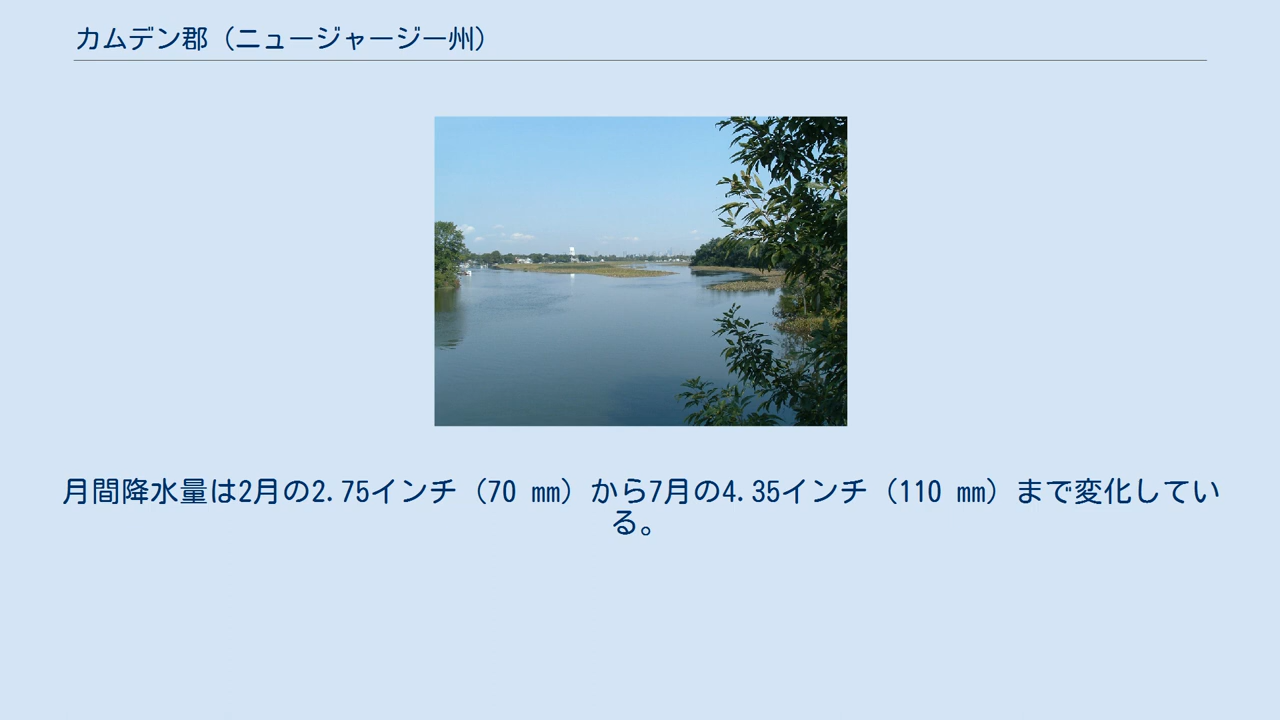 カムデン郡（ニュージャージー州）
月間降水量は2月の2.75インチ（70 mm）から7月の4.35インチ（110 mm）まで変化してい
る。